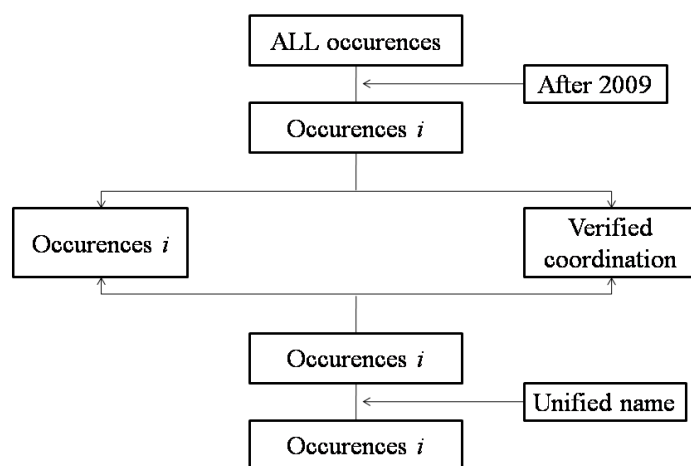 ALL occurences
After 2009
Occurences i
Occurences i
Verified
coordination
Occurences i
Unified name
Occurences i